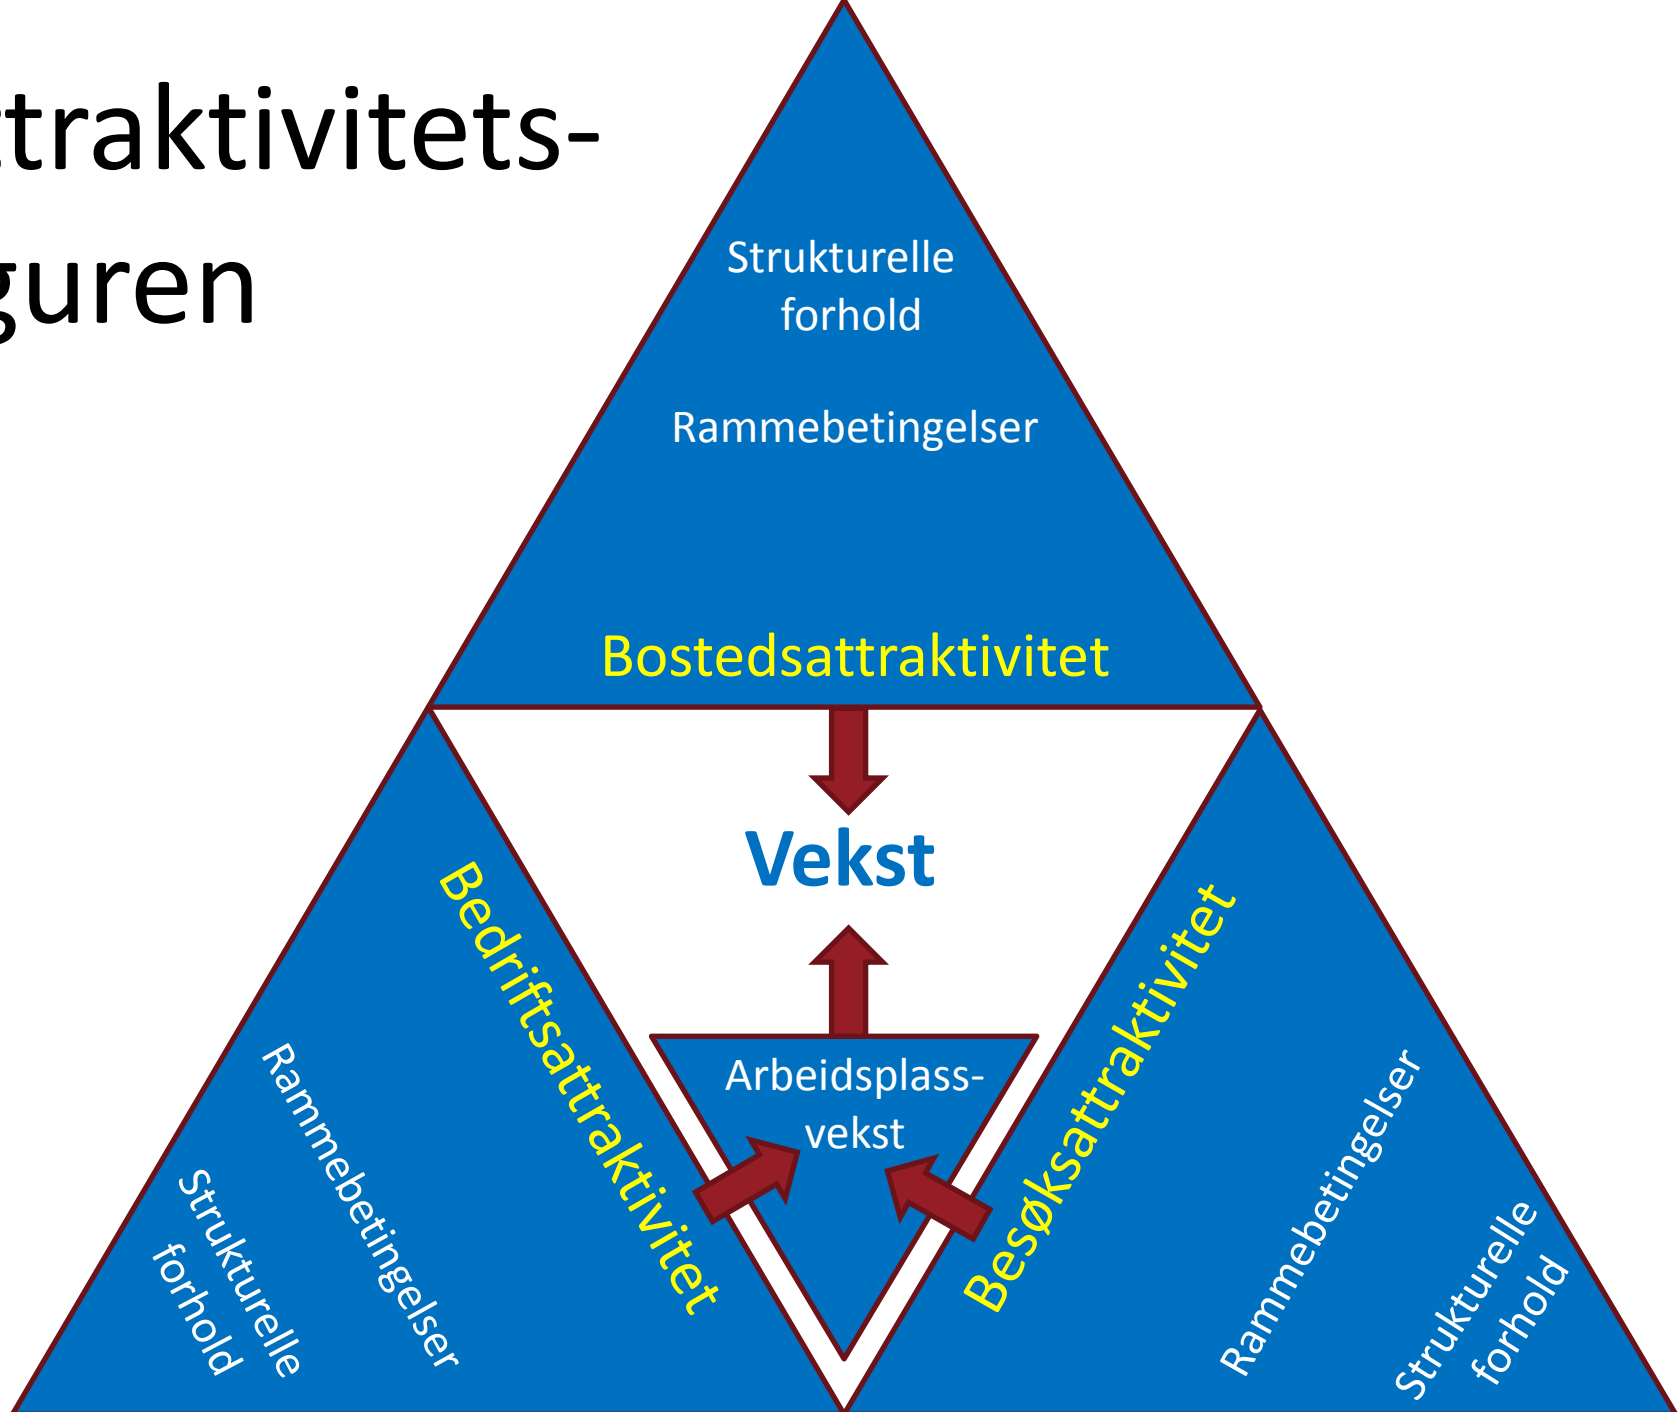 ttraktivitets-
guren
Strukturelle
forhold
Rammebetingelser
Bostedsattraktivitet
Vekst
Arbeidsplass-
vekst
Bedriftsattraktivitet
Rammebetingelser
Strukturelle
forhold
Besøksattraktivitet
Rammebetingelser
Strukturelle
forhold